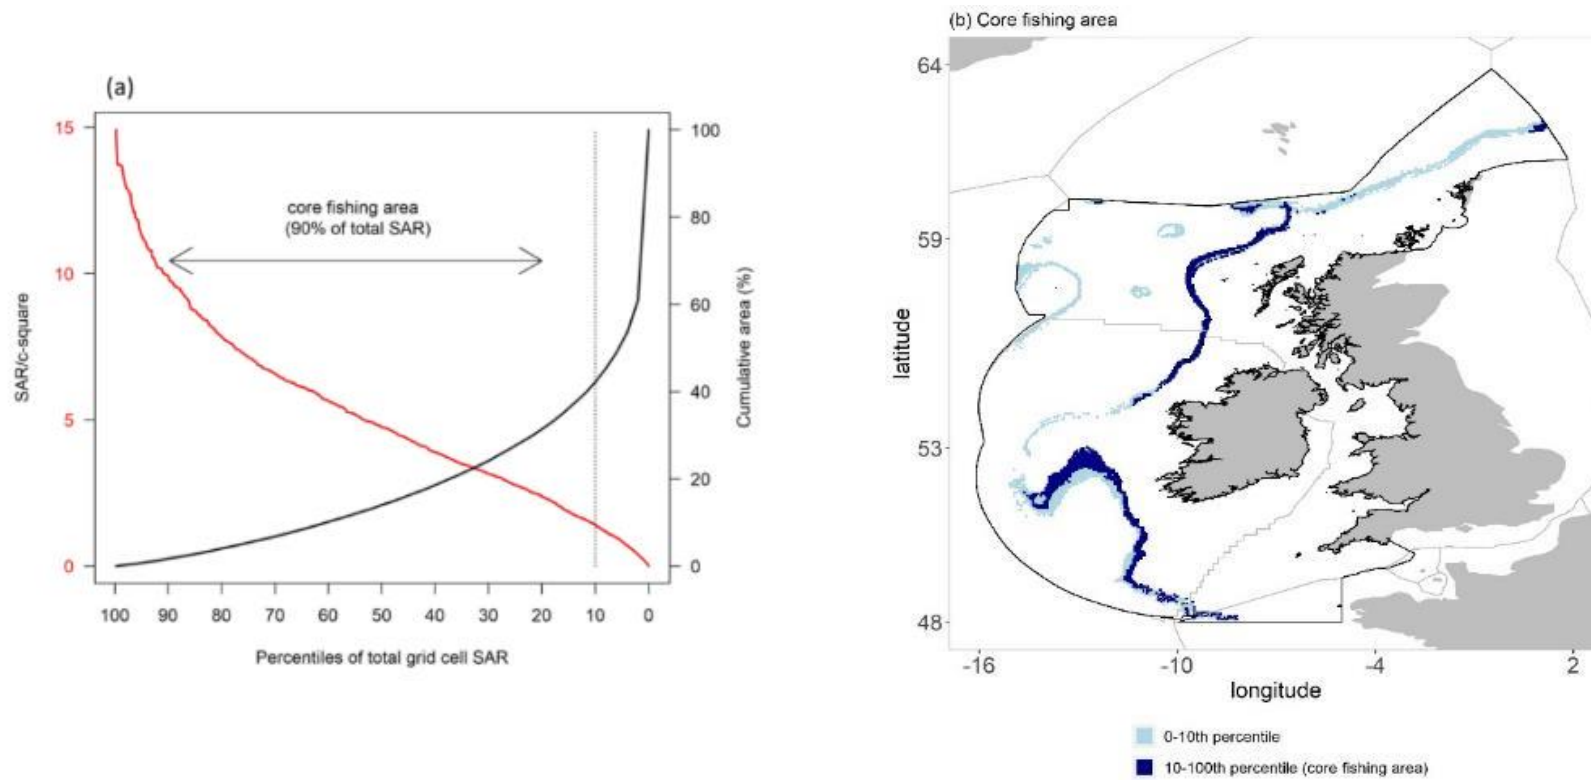 (a)
15
10
5
0
SAR/c-square
core fishing area
(90% of total SAR)
100
80
60
40
20
0
Cumulative area (%)
100 90 80 70 60 50 40 30 20 10 0
Percentiles of total grid cell SAR
(b) Core fishing area
64
59
53
48
latitude
-16 -10 -4 2
longitude
0-10th percentile
10-100th percentile (core fishing area)